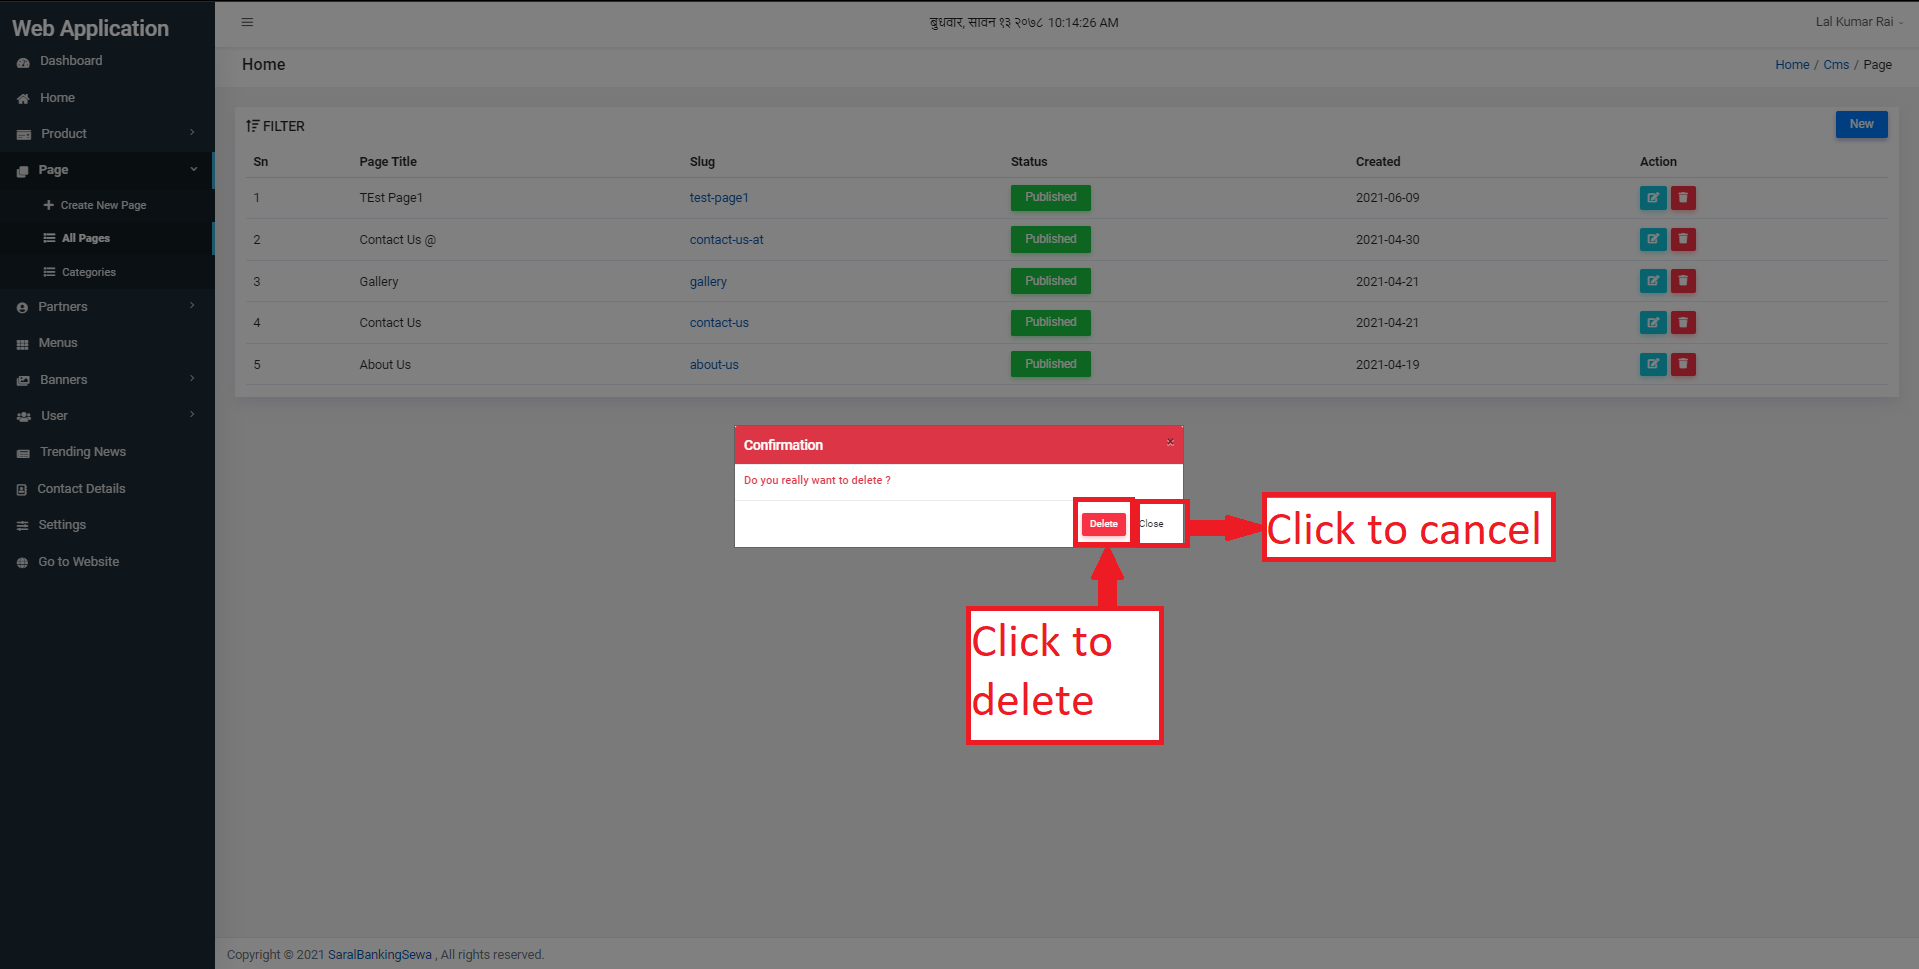 Web Application
बुधवार, सावन १३ २०७८ 10:14:26 AM
Lal Kumar Rai
Dashboard
Home
Product
Page
Create New Page
All Pages
Categories
Partners
Menus
Banners
User
Trending News
Contact Details
Settings
Go to Website
Home
Home / Cms / Page
FILTER
New
Sn Page Title Slug Status Created Action
1 TEst Page1 test-page1 Published 2021-06-09
2 Contact Us @ contact-us-at Published 2021-04-30
3 Gallery gallery Published 2021-04-21
4 Contact Us contact-us Published 2021-04-21
5 About Us about-us Published 2021-04-19
Confirmation ×
Do you really want to delete ?
Delete Close
Click to cancel
Click to
delete
Copyright © 2021 SaralBankingSewa , All rights reserved.